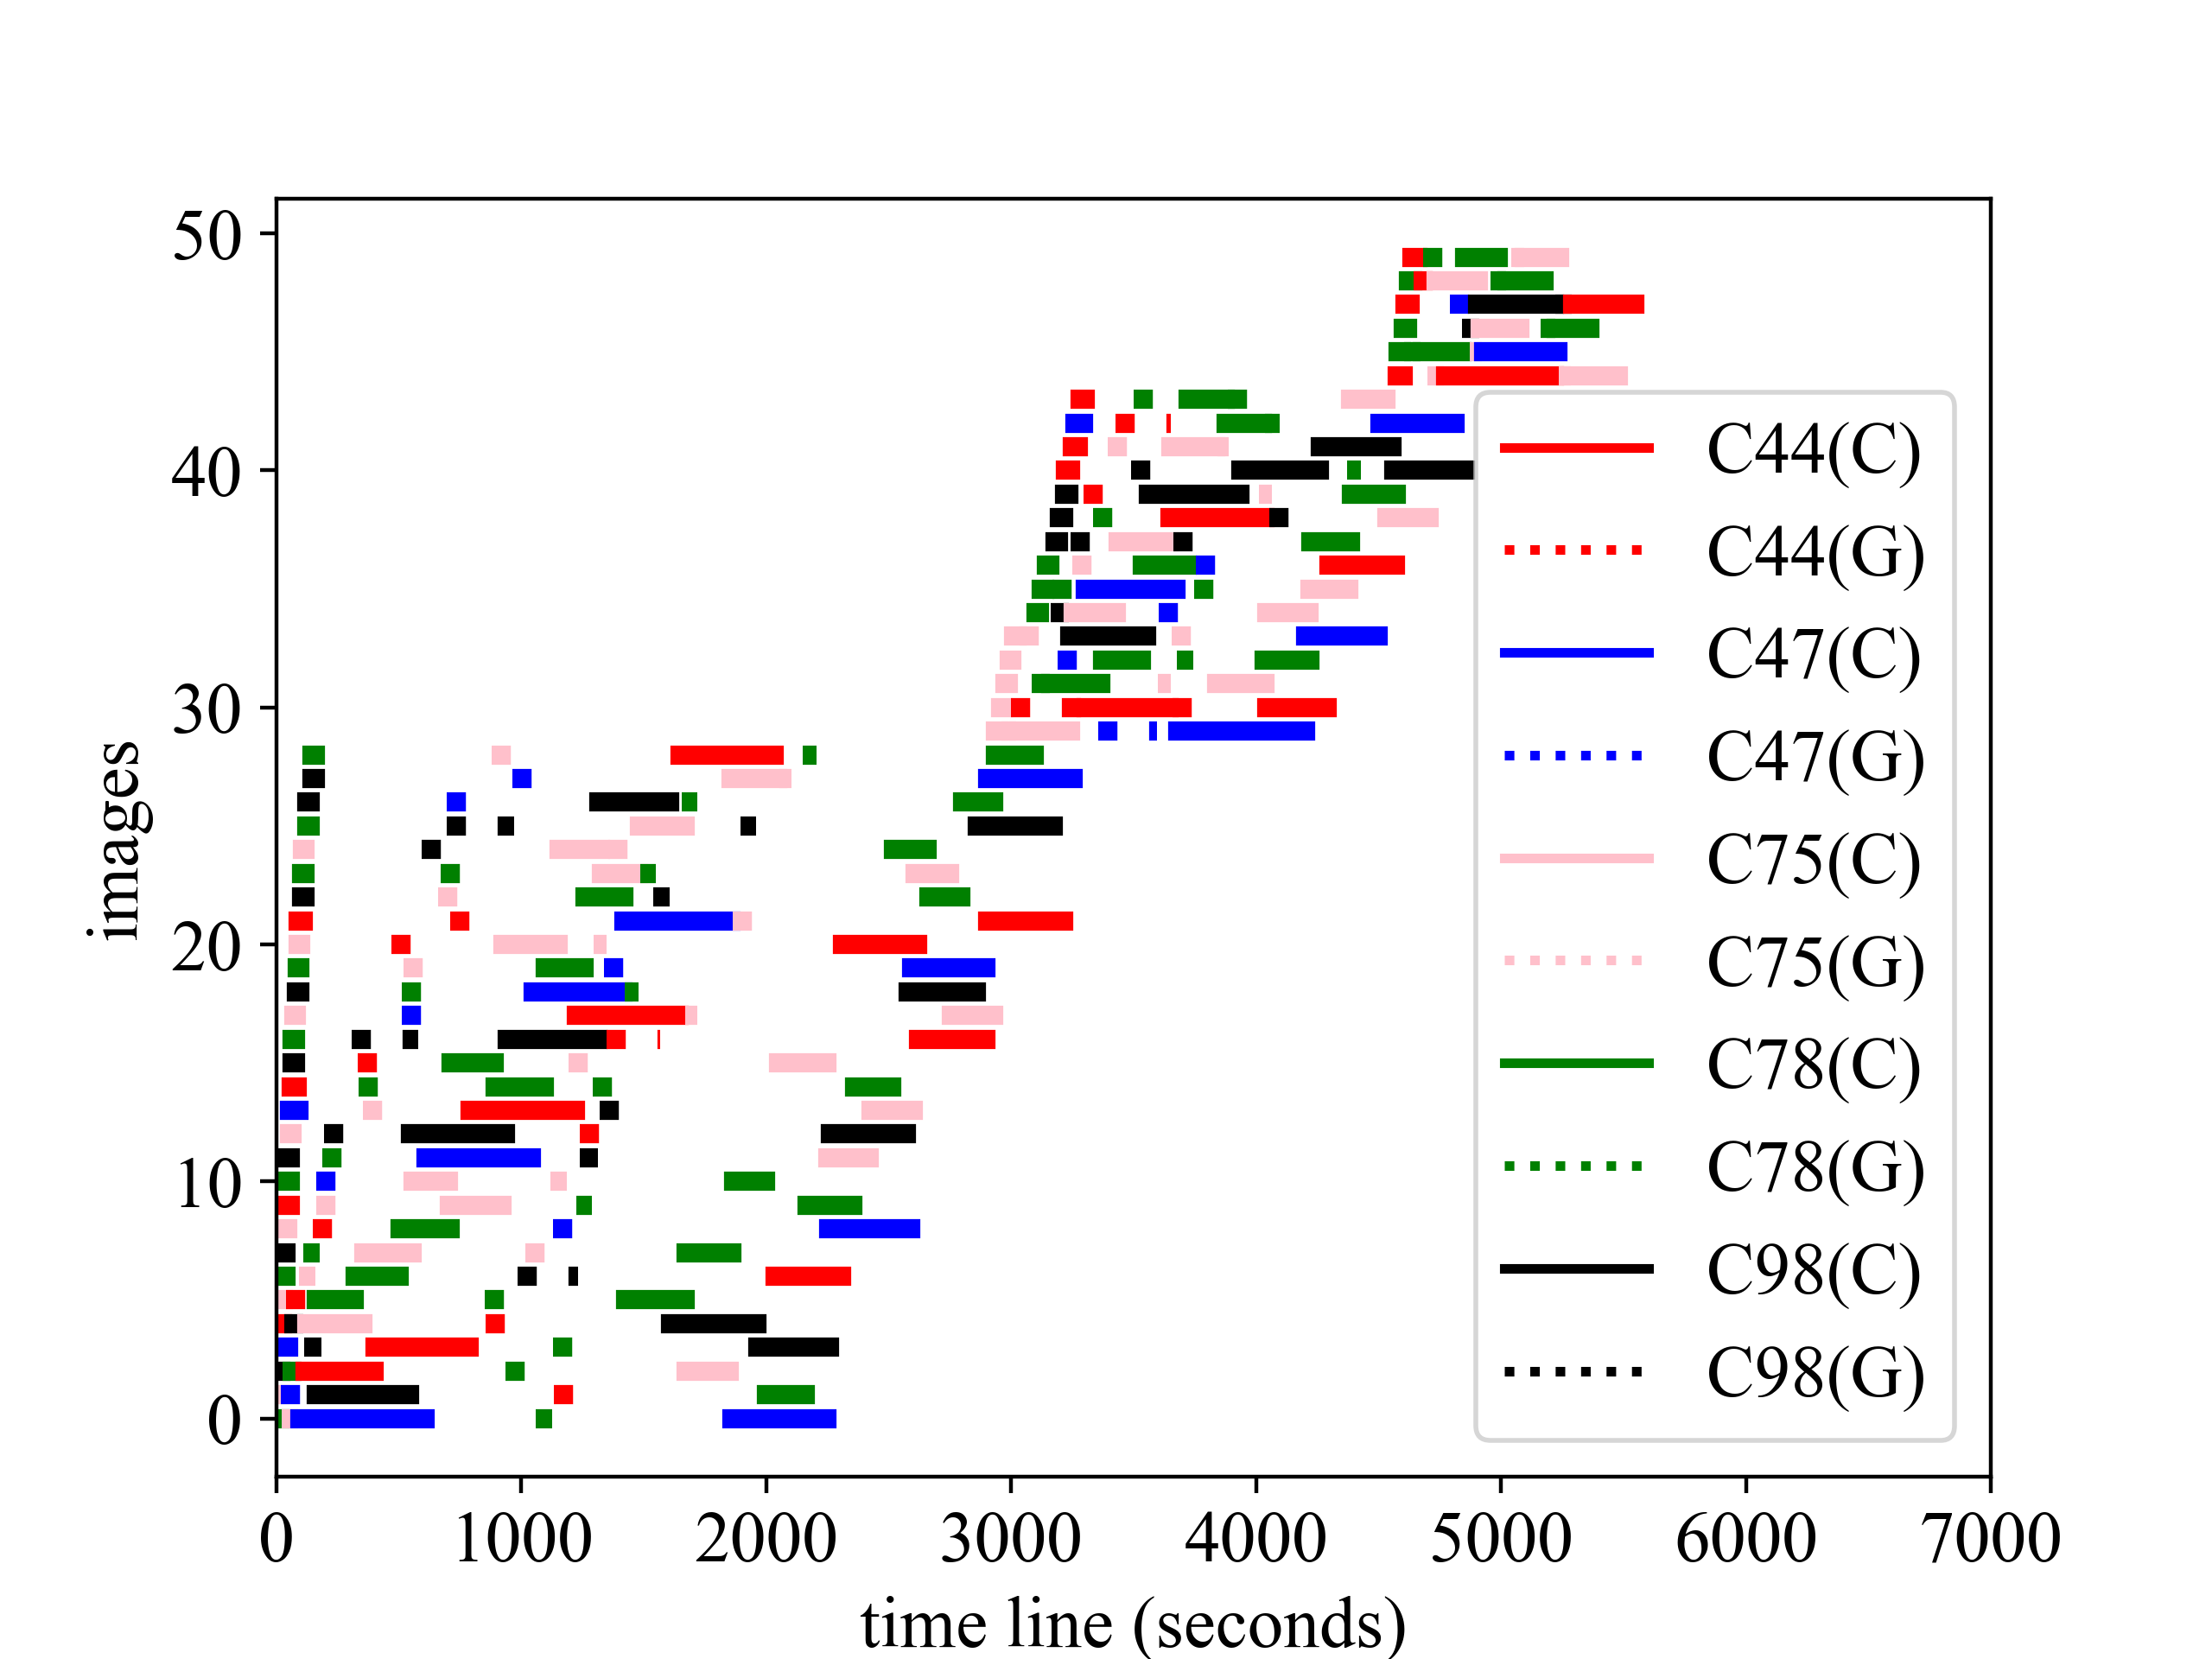 50
40
30
20
10
0
images
0 1000 2000 3000 4000 5000 6000 7000
time line (seconds)
C44(C)
C44(G)
C47(C)
C47(G)
C75(C)
C75(G)
C78(C)
C78(G)
C98(C)
C98(G)